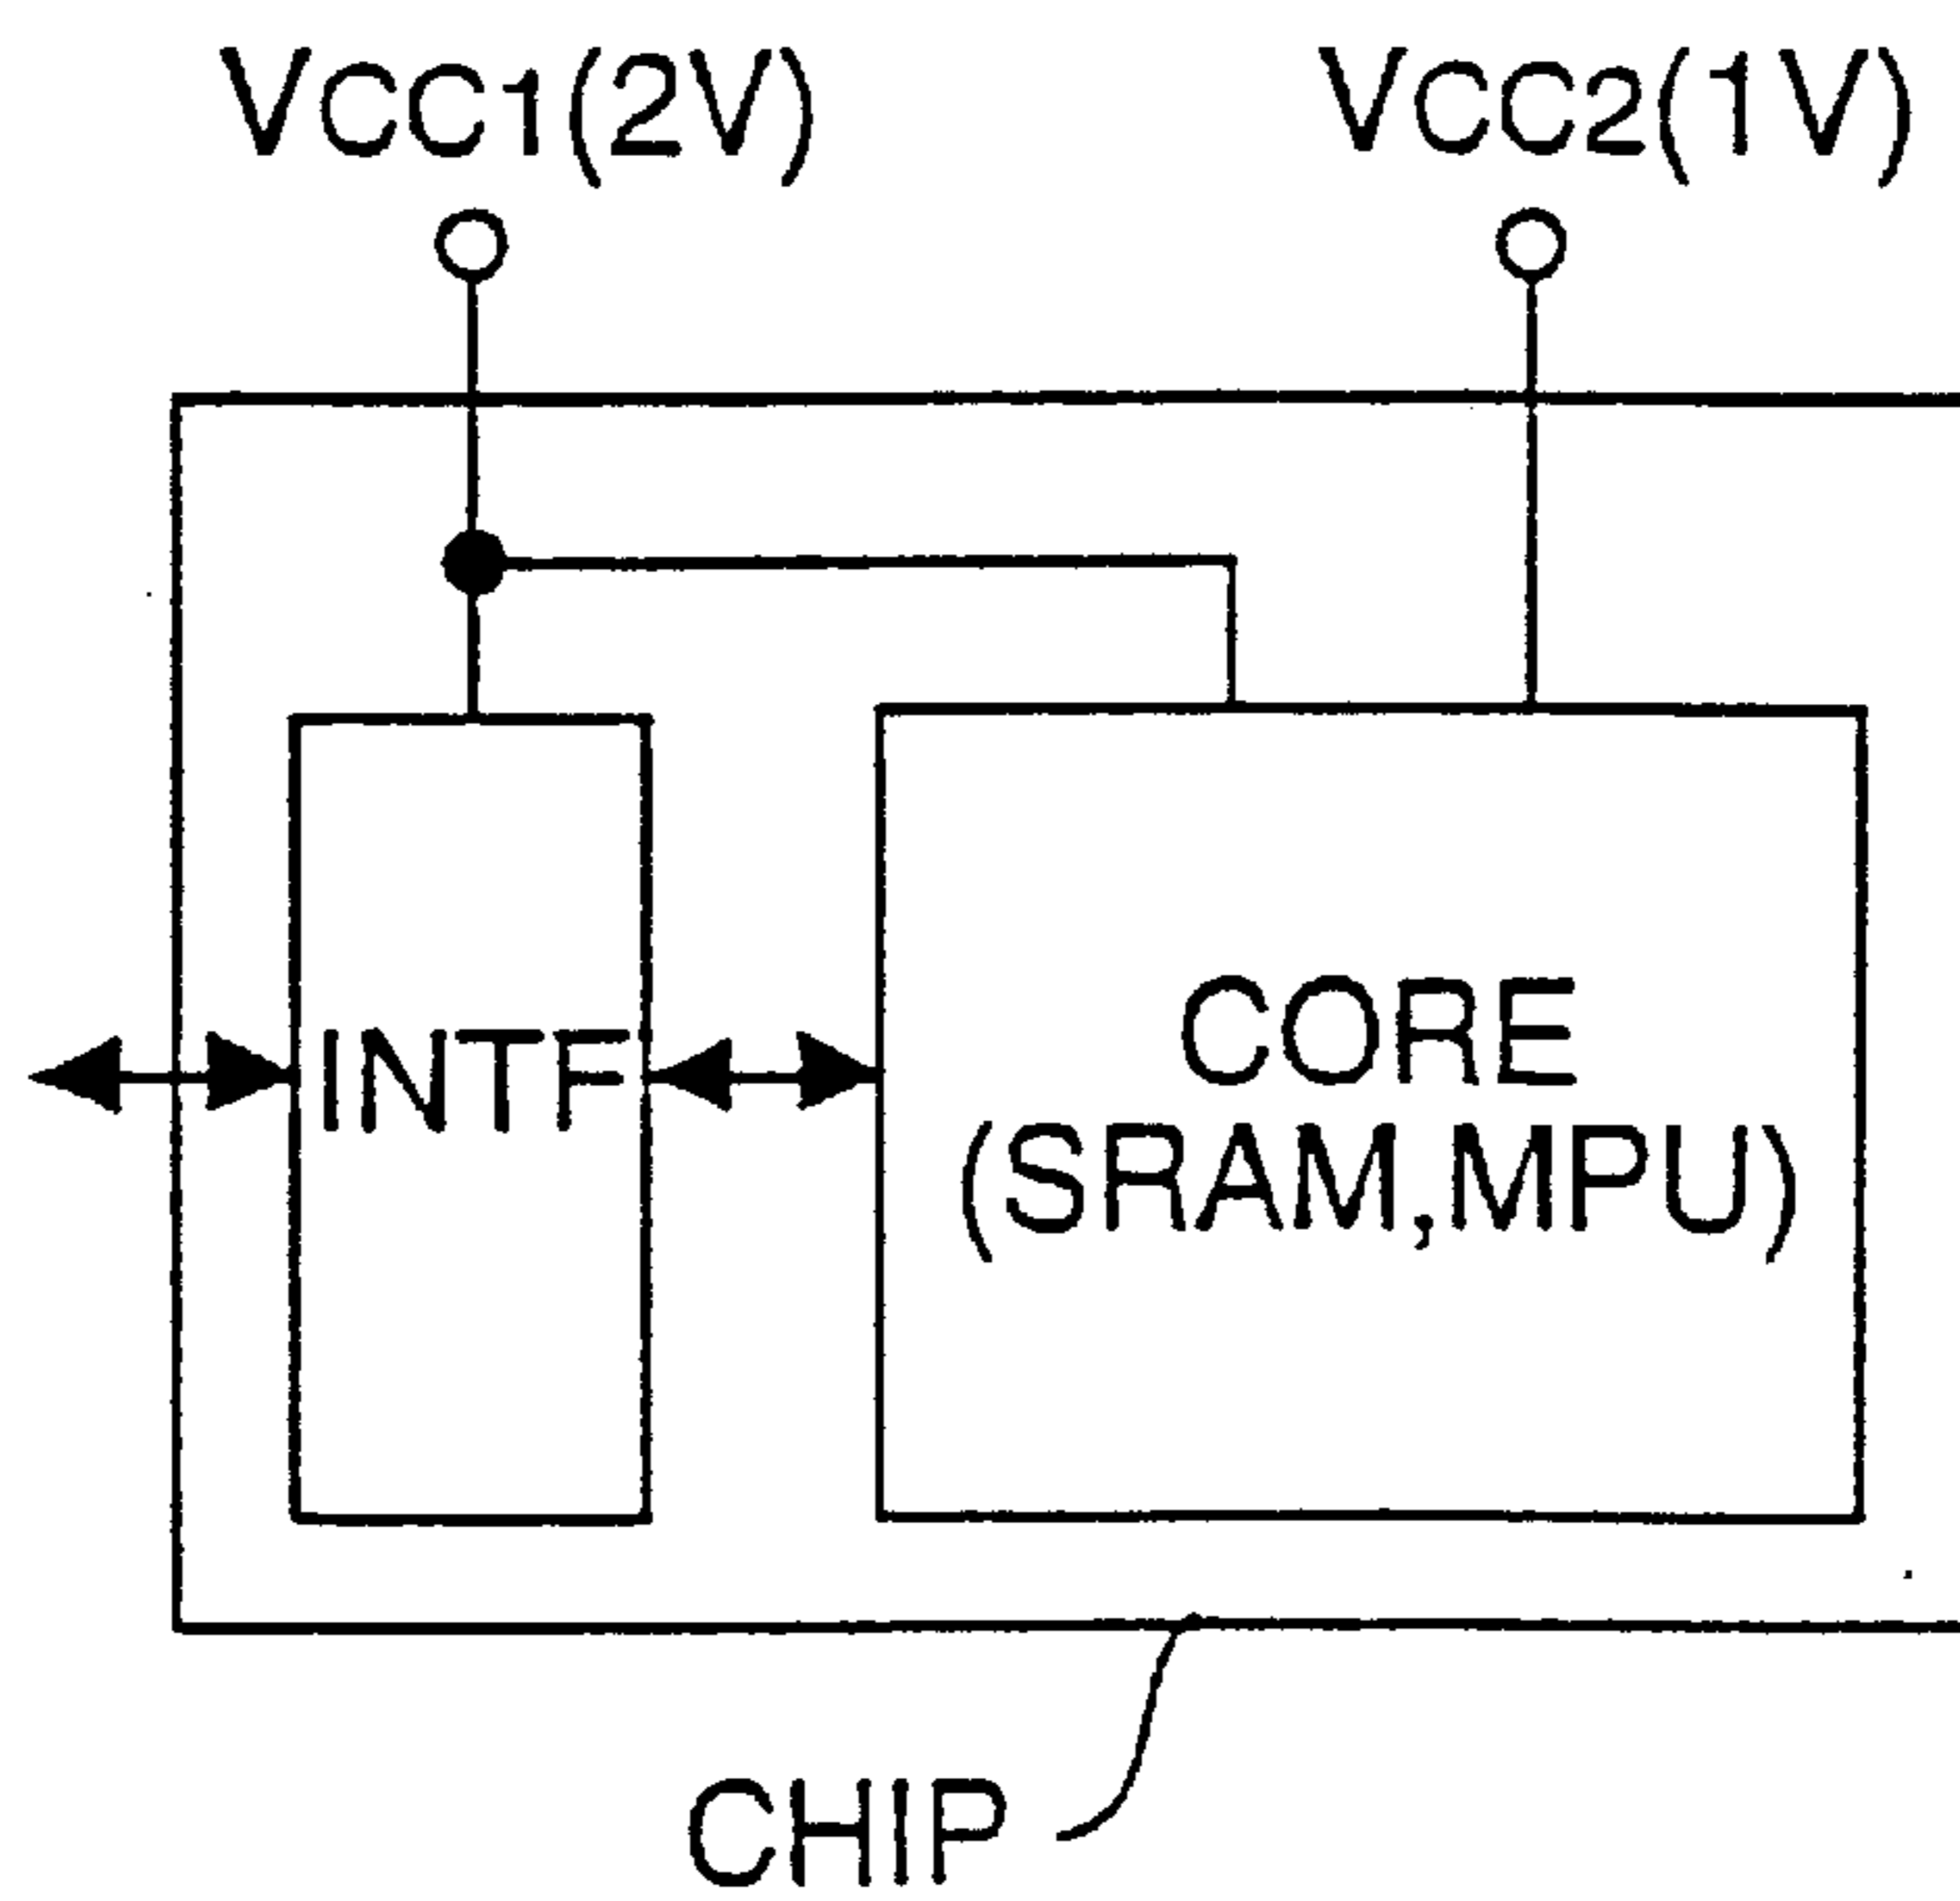 VCC1(2V)
VCC2(1V)
INTF
CORE
(SRAM,MPU)
CHIP